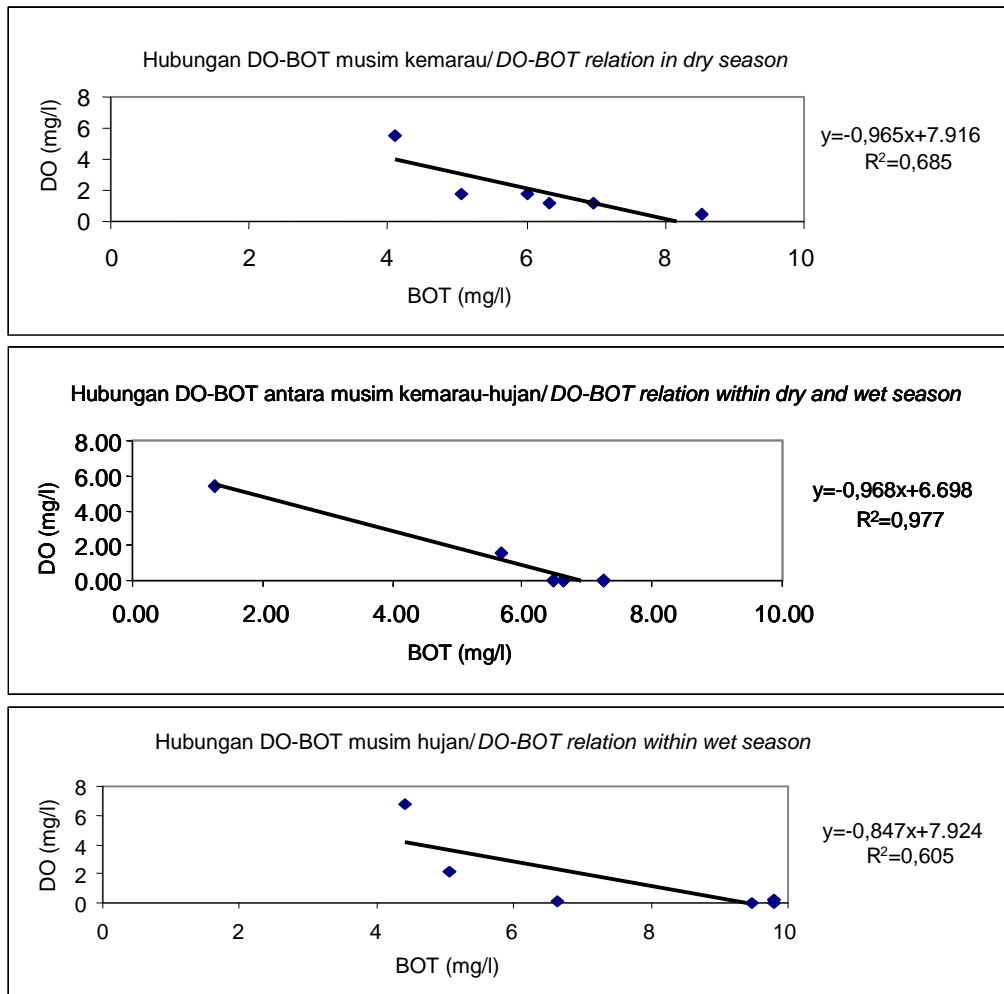 Hubungan DO-BOT musim kemarau/DO-BOT relation in dry season
8
6
4
2
0
DO (mg/l)
0 2 4 6 8 10
BOT (mg/l)
y=-0,965x+7.916
R²=0,685
Hubungan DO-BOT antara musim kemarau-hujan/DO-BOT relation within dry and wet season
8.00
6.00
4.00
2.00
0.00
DO (mg/l)
0.00 2.00 4.00 6.00 8.00 10.00
BOT (mg/l)
y=-0,968x+6.698
R²=0,977
Hubungan DO-BOT musim hujan/DO-BOT relation within wet season
8
6
4
2
0
DO (mg/l)
0 2 4 6 8 10
BOT (mg/l)
y=-0,847x+7.924
R²=0,605